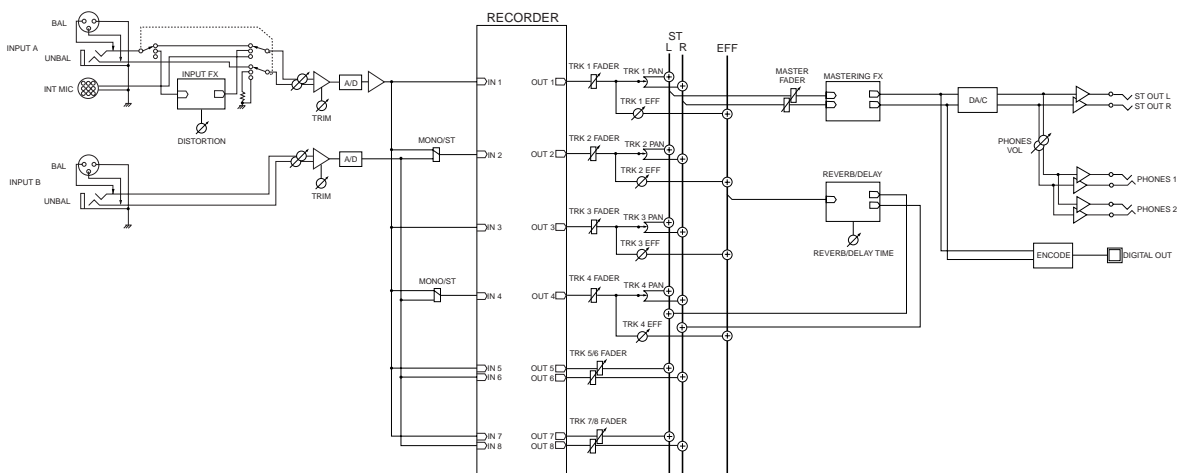 RECORDER
BAL
INPUT A
UNBAL
INT MIC
INPUT FX
DISTORTION
TRIM
A/D
BAL
INPUT B
UNBAL
TRIM
A/D
MONO/ST
MONO/ST
IN 1
IN 2
IN 3
IN 4
IN 5
IN 6
IN 7
IN 8
OUT 1
OUT 2
OUT 3
OUT 4
OUT 5
OUT 6
OUT 7
OUT 8
TRK 1 FADER
TRK 1 PAN
TRK 1 EFF
TRK 2 FADER
TRK 2 PAN
TRK 2 EFF
TRK 3 FADER
TRK 3 PAN
TRK 3 EFF
TRK 4 FADER
TRK 4 PAN
TRK 4 EFF
TRK 5/6 FADER
TRK 7/8 FADER
ST
L R
EFF
MASTER
FADER
MASTERING FX
REVERB/DELAY
REVERB/DELAY TIME
DA/C
ST OUT L
ST OUT R
PHONES
VOL
PHONES 1
PHONES 2
ENCODE
DIGITAL OUT